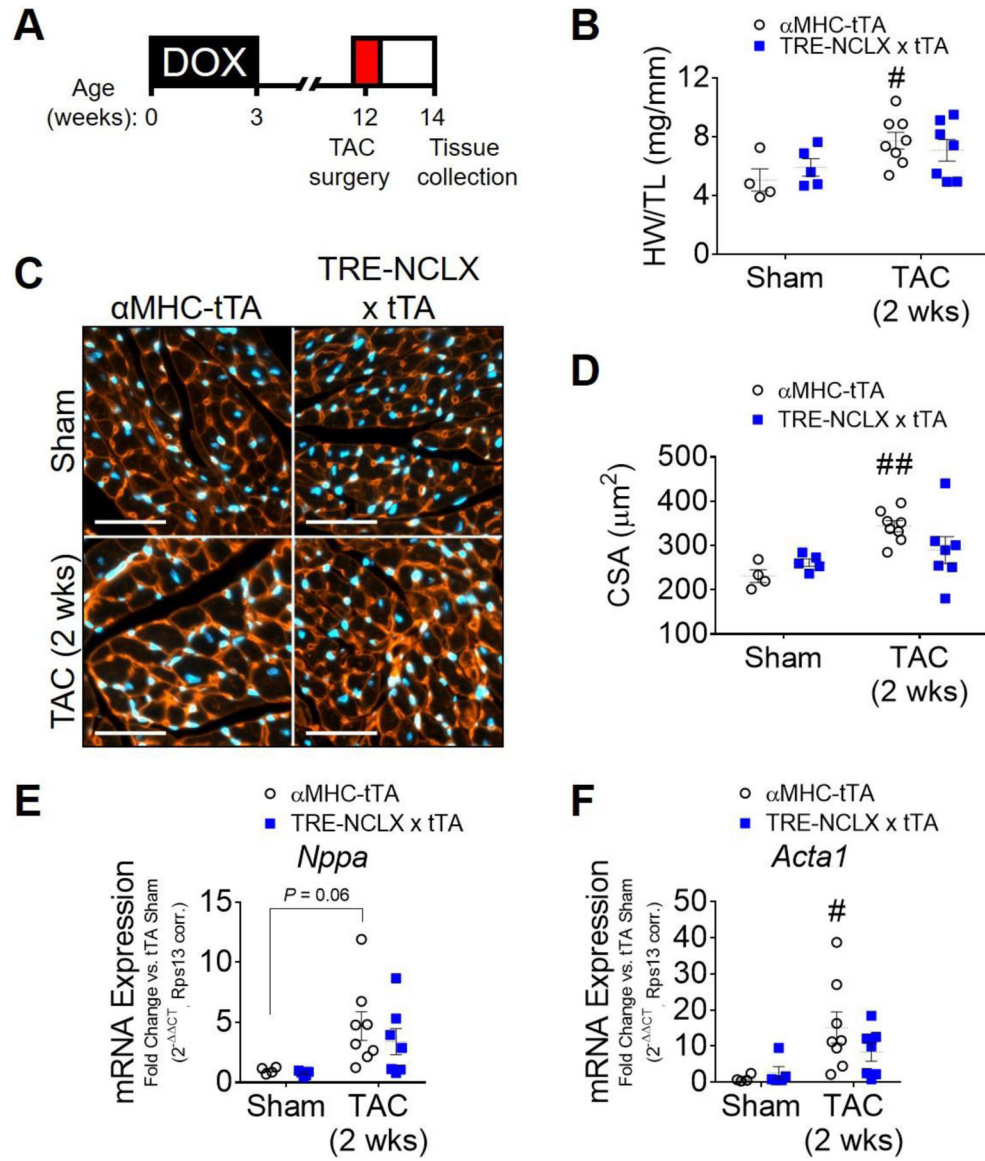 A
DOX
Age
(weeks): 0 3 12 14
TAC
surgery
Tissue
collection
B
αMHC-tTA
TRE-NCLX x tTA
HW/TL (mg/mm)
12
8
4
0
#
Sham
TAC
(2 wks)
C
αMHC-tTA
TRE-NCLX
x tTA
Sham
TAC (2 wks)
D
αMHC-tTA
TRE-NCLX x tTA
CSA (μm²)
500
400
300
200
100
##
Sham
TAC
(2 wks)
E
αMHC-tTA
TRE-NCLX x tTA
Nppa
mRNA Expression
Fold Change vs. tTA Sham
(2^-ΔΔCT, Rps13 corr.)
15
10
5
0
P = 0.06
Sham
TAC
(2 wks)
F
αMHC-tTA
TRE-NCLX x tTA
Acta1
mRNA Expression
Fold Change vs. tTA Sham
(2^-ΔΔCT, Rps13 corr.)
50
40
30
20
10
0
#
Sham
TAC
(2 wks)